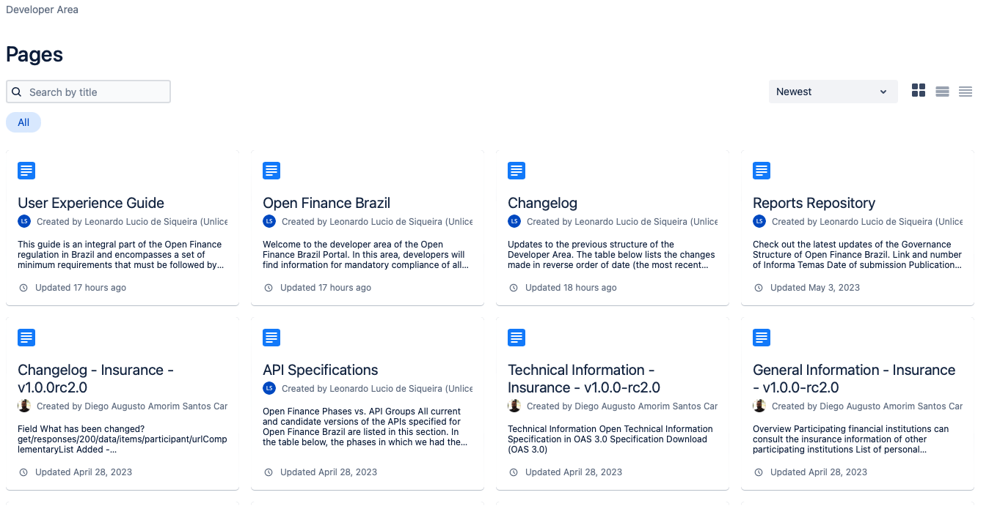 Developer Area
Pages
Search by title
Newest
All
User Experience Guide
LS Created by Leonardo Lucio de Siqueira (Unlice
This guide is an integral part of the Open Finance
regulation in Brazil and encompasses a set of
minimum requirements that must be followed by...
Updated 17 hours ago
Open Finance Brazil
LS Created by Leonardo Lucio de Siqueira (Unlice
Welcome to the developer area of the Open
Finance Brazil Portal. In this area, developers will
find information for mandatory compliance of all...
Updated 17 hours ago
Changelog
LS Created by Leonardo Lucio de Siqueira (Unlice
Updates to the previous structure of the
Developer Area. The table below lists the changes
made in reverse order of date (the most recent...
Updated 18 hours ago
Reports Repository
LS Created by Leonardo Lucio de Siqueira (Unlice
Check out the latest updates of the Governance
Structure of Open Finance Brazil. Link and number
of Informa Temas Date of submission Publication...
Updated May 3, 2023
Changelog - Insurance -
v1.0.0rc2.0
Created by Diego Augusto Amorim Santos Car
Field What has been changed?
get/responses/200/data/items/participant/urlComp
lementaryList Added -...
Updated April 28, 2023
API Specifications
LS Created by Leonardo Lucio de Siqueira (Unlice
Open Finance Phases vs. API Groups All current
and candidate versions of the APIs specified for
Open Finance Brazil are listed in this section. In
the table below, the phases in which we had the...
Updated April 28, 2023
Technical Information -
Insurance - v1.0.0-rc2.0
Created by Diego Augusto Amorim Santos Car
Technical Information Open Technical Information
Specification in OAS 3.0 Specification Download
(OAS 3.0)
Updated April 28, 2023
General Information - Insurance
- v1.0.0-rc2.0
Created by Diego Augusto Amorim Santos Car
Overview Participating financial institutions can
consult the insurance information of other
participating institutions List of personal...
Updated April 28, 2023